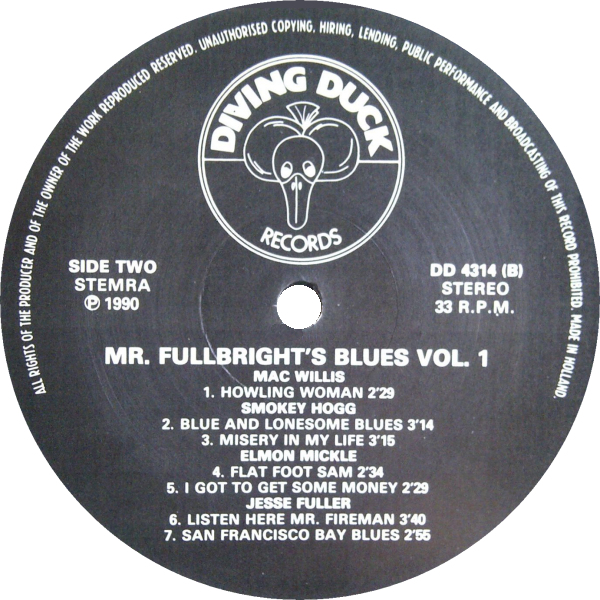 ALL RIGHTS OF THE PRODUCER AND OF THE OWNER OF THE WORK REPRODUCED RESERVED. UNAUTHORISED COPYING, HIRING, LENDING, PUBLIC PERFORMANCE AND BROADCASTING OF THIS RECORD PROHIBITED. MADE IN HOLLAND.
DIVING DUCK
RECORDS
SIDE TWO
STEMRA
℗ 1990
DD 4314 (B)
STEREO
33 R.P.M.
MR. FULLBRIGHT'S BLUES VOL. 1
MAC WILLIS
1. HOWLING WOMAN 2'29
SMOKEY HOGG
2. BLUE AND LONESOME BLUES 3'14
3. MISERY IN MY LIFE 3'15
ELMON MICKLE
4. FLAT FOOT SAM 2'34
5. I GOT TO GET SOME MONEY 2'29
JESSE FULLER
6. LISTEN HERE MR. FIREMAN 3'40
7. SAN FRANCISCO BAY BLUES 2'55